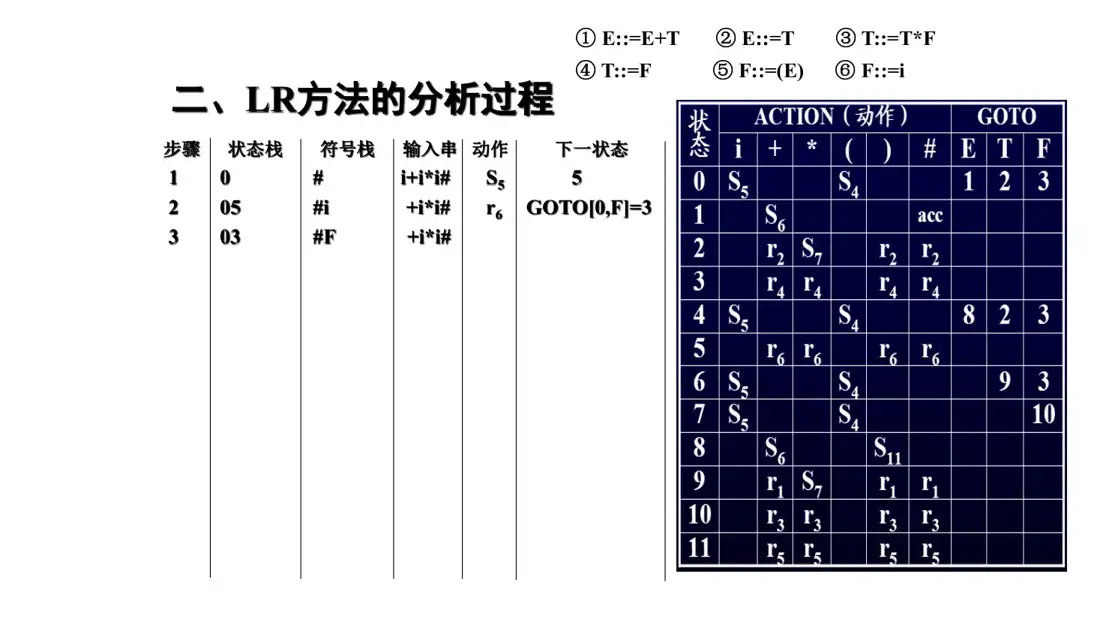 ① E::=E+T ② E::=T ③ T::=T*F
④ T::=F ⑤ F::=(E) ⑥ F::=i
二、LR方法的分析过程
步骤 状态栈 符号栈 输入串 动作 下一状态
1 0 # i+i*i# S5 5
2 05 #i +i*i# r6 GOTO[0,F]=3
3 03 #F +i*i#
状态 ACTION（动作） GOTO
i + * ( ) # E T F
0 S5 S4 1 2 3
1 S6 acc
2 r2 S7 r2 r2
3 r4 r4 r4 r4
4 S5 S4 8 2 3
5 r6 r6 r6 r6
6 S5 S4 9 3
7 S5 S4 10
8 S6 S11
9 r1 S7 r1 r1
10 r3 r3 r3 r3
11 r5 r5 r5 r5